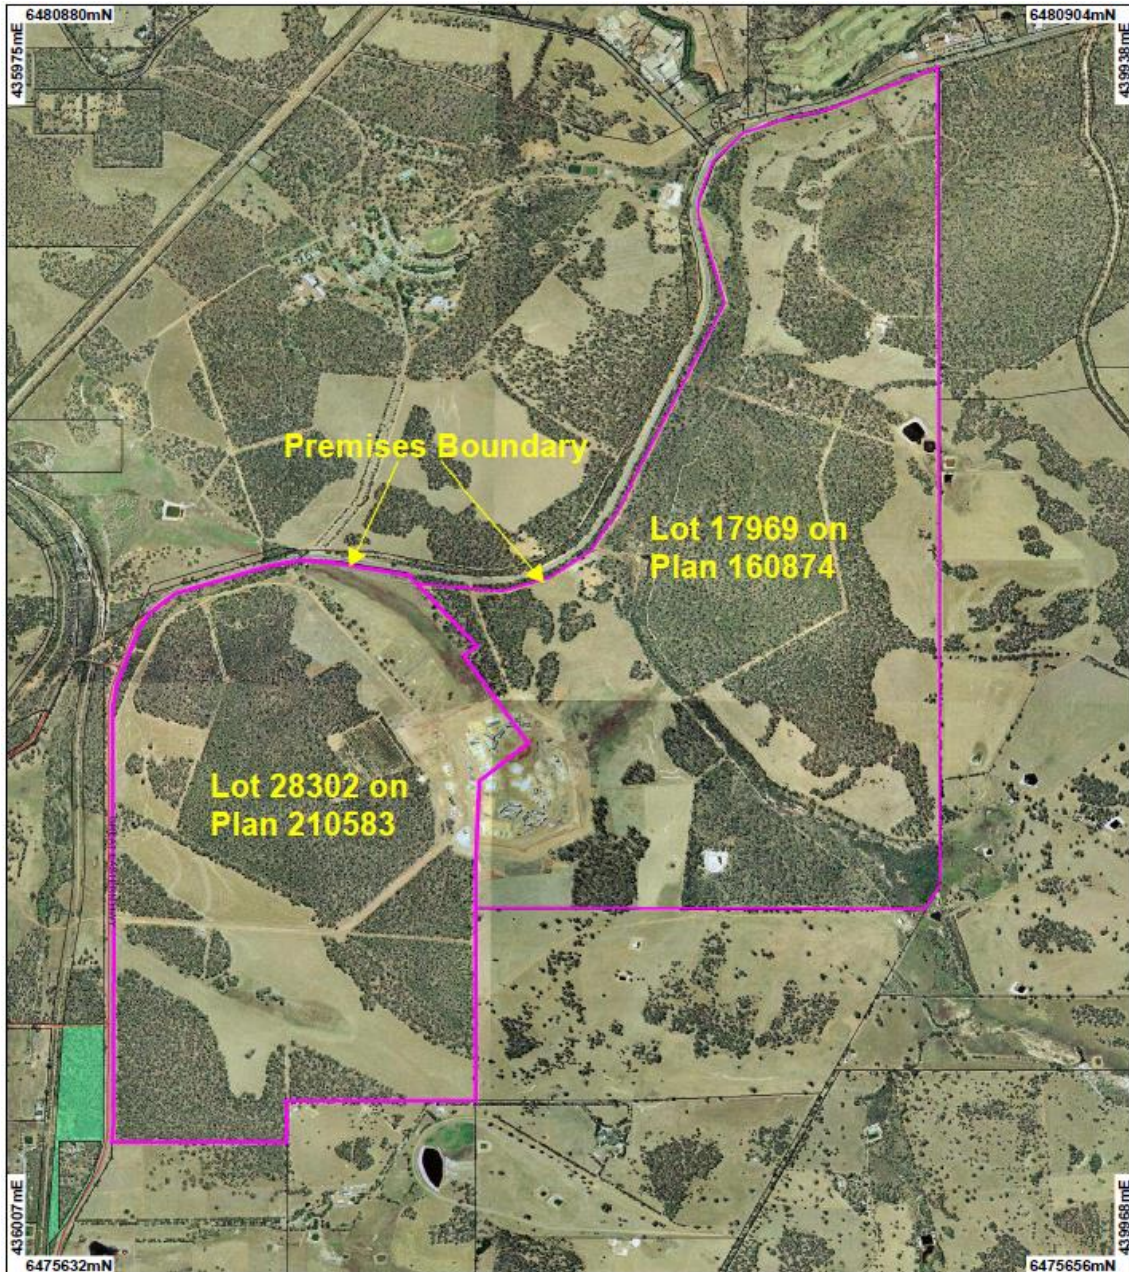 6480880mN
6480904mN
435975mE
439938mE
Premises Boundary
Lot 17969 on
Plan 160874
Lot 28302 on
Plan 210583
436007mE
439968mE
6475632mN
6475656mN